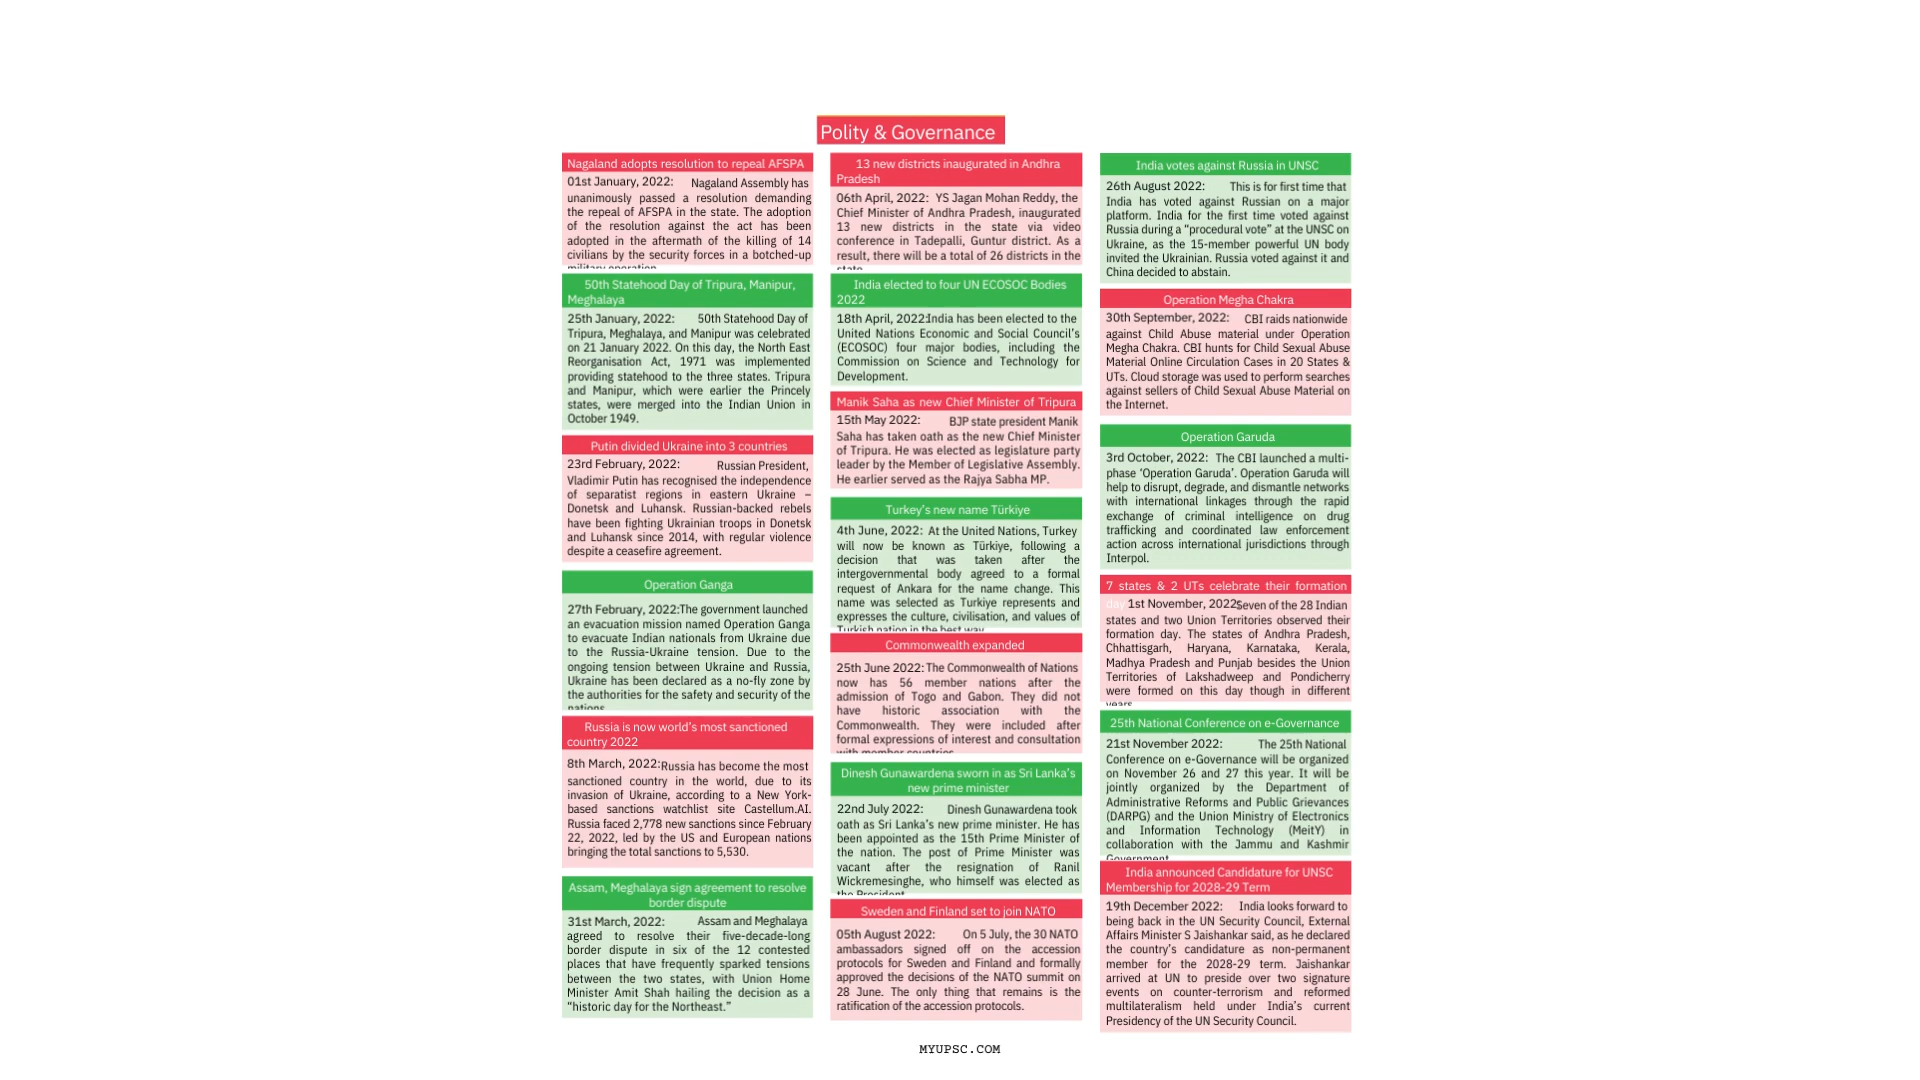 Polity & Governance
Nagaland adopts resolution to repeal AFSPA
01st January, 2022: Nagaland Assembly has
unanimously passed a resolution demanding
the repeal of AFSPA in the state. The adoption
of the resolution against the act has been
adopted in the aftermath of the killing of 14
civilians by the security forces in a botched-up
military operation.
50th Statehood Day of Tripura, Manipur,
Meghalaya
25th January, 2022: 50th Statehood Day of
Tripura, Meghalaya, and Manipur was celebrated
on 21 January 2022. On this day, the North East
Reorganisation Act, 1971 was implemented
providing statehood to the three states. Tripura
and Manipur, which were earlier the Princely
states, were merged into the Indian Union in
October 1949.
Putin divided Ukraine into 3 countries
23rd February, 2022: Russian President,
Vladimir Putin has recognised the independence
of separatist regions in eastern Ukraine –
Donetsk and Luhansk. Russian-backed rebels
have been fighting Ukrainian troops in Donetsk
and Luhansk since 2014, with regular violence
despite a ceasefire agreement.
Operation Ganga
27th February, 2022:The government launched
an evacuation mission named Operation Ganga
to evacuate Indian nationals from Ukraine due
to the Russia-Ukraine tension. Due to the
ongoing tension between Ukraine and Russia,
Ukraine has been declared as a no-fly zone by
the authorities for the safety and security of the
nations.
Russia is now world's most sanctioned
country 2022
8th March, 2022:Russia has become the most
sanctioned country in the world, due to its
invasion of Ukraine, according to a New York-
based sanctions watchlist site Castellum.AI.
Russia faced 2,778 new sanctions since February
22, 2022, led by the US and European nations
bringing the total sanctions to 5,530.
Assam, Meghalaya sign agreement to resolve
border dispute
31st March, 2022: Assam and Meghalaya
agreed to resolve their five-decade-long
border dispute in six of the 12 contested
places that have frequently sparked tensions
between the two states, with Union Home
Minister Amit Shah hailing the decision as a
“historic day for the Northeast.”
13 new districts inaugurated in Andhra
Pradesh
06th April, 2022: YS Jagan Mohan Reddy, the
Chief Minister of Andhra Pradesh, inaugurated
13 new districts in the state via video
conference in Tadepalli, Guntur district. As a
result, there will be a total of 26 districts in the
state.
India elected to four UN ECOSOC Bodies
2022
18th April, 2022:India has been elected to the
United Nations Economic and Social Council's
(ECOSOC) four major bodies, including the
Commission on Science and Technology for
Development.
Manik Saha as new Chief Minister of Tripura
15th May 2022: BJP state president Manik
Saha has taken oath as the new Chief Minister
of Tripura. He was elected as legislature party
leader by the Member of Legislative Assembly.
He earlier served as the Rajya Sabha MP.
Turkey's new name Türkiye
4th June, 2022: At the United Nations, Turkey
will now be known as Türkiye, following a
decision that was taken after the
intergovernmental body agreed to a formal
request of Ankara for the name change. This
name was selected as Turkiye represents and
expresses the culture, civilisation, and values of
Turkish nation in the best way.
Commonwealth expanded
25th June 2022:The Commonwealth of Nations
now has 56 member nations after the
admission of Togo and Gabon. They did not
have historic association with the
Commonwealth. They were included after
formal expressions of interest and consultation
with member countries.
Dinesh Gunawardena sworn in as Sri Lanka's
new prime minister
22nd July 2022: Dinesh Gunawardena took
oath as Sri Lanka's new prime minister. He has
been appointed as the 15th Prime Minister of
the nation. The post of Prime Minister was
vacant after the resignation of Ranil
Wickremesinghe, who himself was elected as
the President.
Sweden and Finland set to join NATO
05th August 2022: On 5 July, the 30 NATO
ambassadors signed off on the accession
protocols for Sweden and Finland and formally
approved the decisions of the NATO summit on
28 June. The only thing that remains is the
ratification of the accession protocols.
India votes against Russia in UNSC
26th August 2022: This is for first time that
India has voted against Russian on a major
platform. India for the first time voted against
Russia during a “procedural vote” at the UNSC on
Ukraine, as the 15-member powerful UN body
invited the Ukrainian. Russia voted against it and
China decided to abstain.
Operation Megha Chakra
30th September, 2022: CBI raids nationwide
against Child Abuse material under Operation
Megha Chakra. CBI hunts for Child Sexual Abuse
Material Online Circulation Cases in 20 States &
UTs. Cloud storage was used to perform searches
against sellers of Child Sexual Abuse Material on
the Internet.
Operation Garuda
3rd October, 2022: The CBI launched a multi-
phase ‘Operation Garuda’. Operation Garuda will
help to disrupt, degrade, and dismantle networks
with international linkages through the rapid
exchange of criminal intelligence on drug
trafficking and coordinated law enforcement
action across international jurisdictions through
Interpol.
7 states & 2 UTs celebrate their formation
day 1st November, 2022:Seven of the 28 Indian
states and two Union Territories observed their
formation day. The states of Andhra Pradesh,
Chhattisgarh, Haryana, Karnataka, Kerala,
Madhya Pradesh and Punjab besides the Union
Territories of Lakshadweep and Pondicherry
were formed on this day though in different
years.
25th National Conference on e-Governance
21st November 2022: The 25th National
Conference on e-Governance will be organized
on November 26 and 27 this year. It will be
jointly organized by the Department of
Administrative Reforms and Public Grievances
(DARPG) and the Union Ministry of Electronics
and Information Technology (MeitY) in
collaboration with the Jammu and Kashmir
Government.
India announced Candidature for UNSC
Membership for 2028-29 Term
19th December 2022: India looks forward to
being back in the UN Security Council, External
Affairs Minister S Jaishankar said, as he declared
the country's candidature as non-permanent
member for the 2028-29 term. Jaishankar
arrived at UN to preside over two signature
events on counter-terrorism and reformed
multilateralism held under India's current
Presidency of the UN Security Council.
MYUPSC.COM